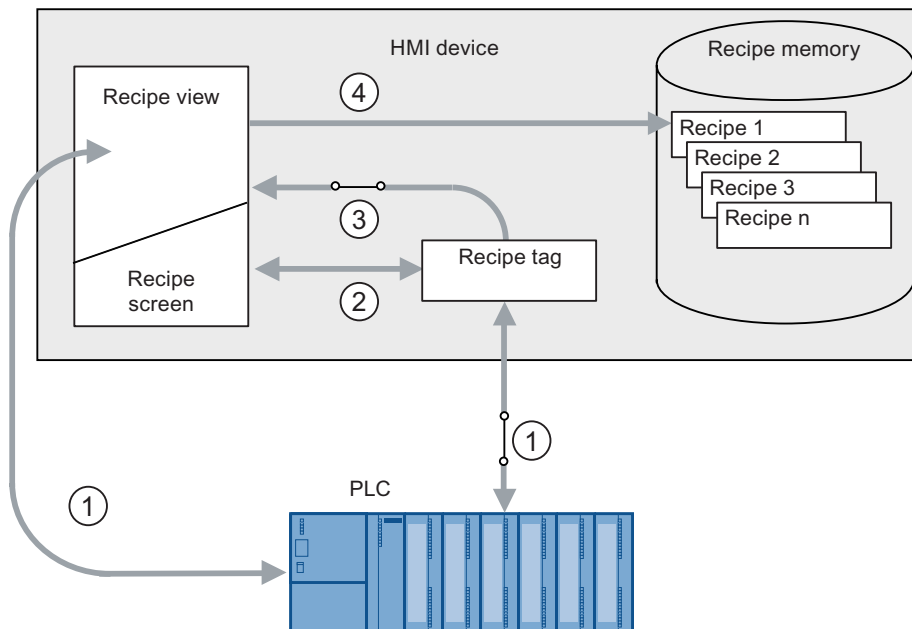 HMI device
Recipe memory
Recipe view
4
Recipe 1
Recipe 2
Recipe 3
Recipe n
3
Recipe tag
Recipe
screen
2
1
1
PLC